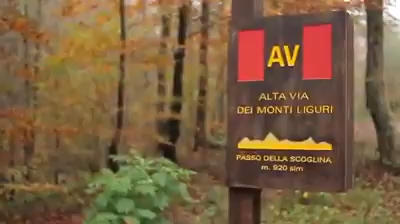 AV
ALTA VIA
DEI MONTI LIGURI
PASSO DELLA SCOGLINA
m. 920 slm